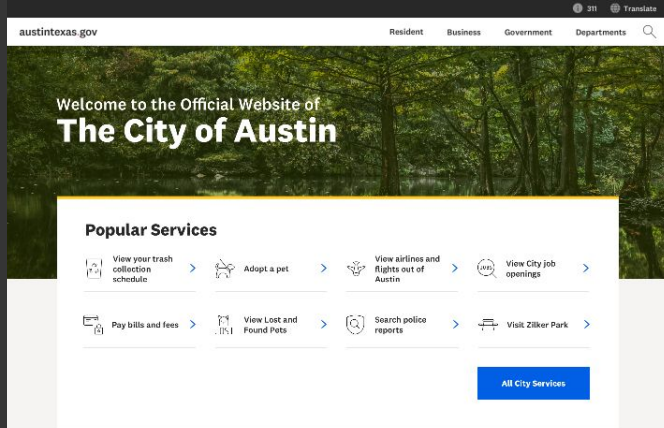 311 Translate
austintexas.gov Resident Business Government Departments
Welcome to the Official Website of
The City of Austin
Popular Services
View your trash
collection
schedule
Adopt a pet
View airlines and
flights out of
Austin
View City job
openings
Pay bills and fees
View Lost and
Found Pets
Search police
reports
Visit Zilker Park
All City Services